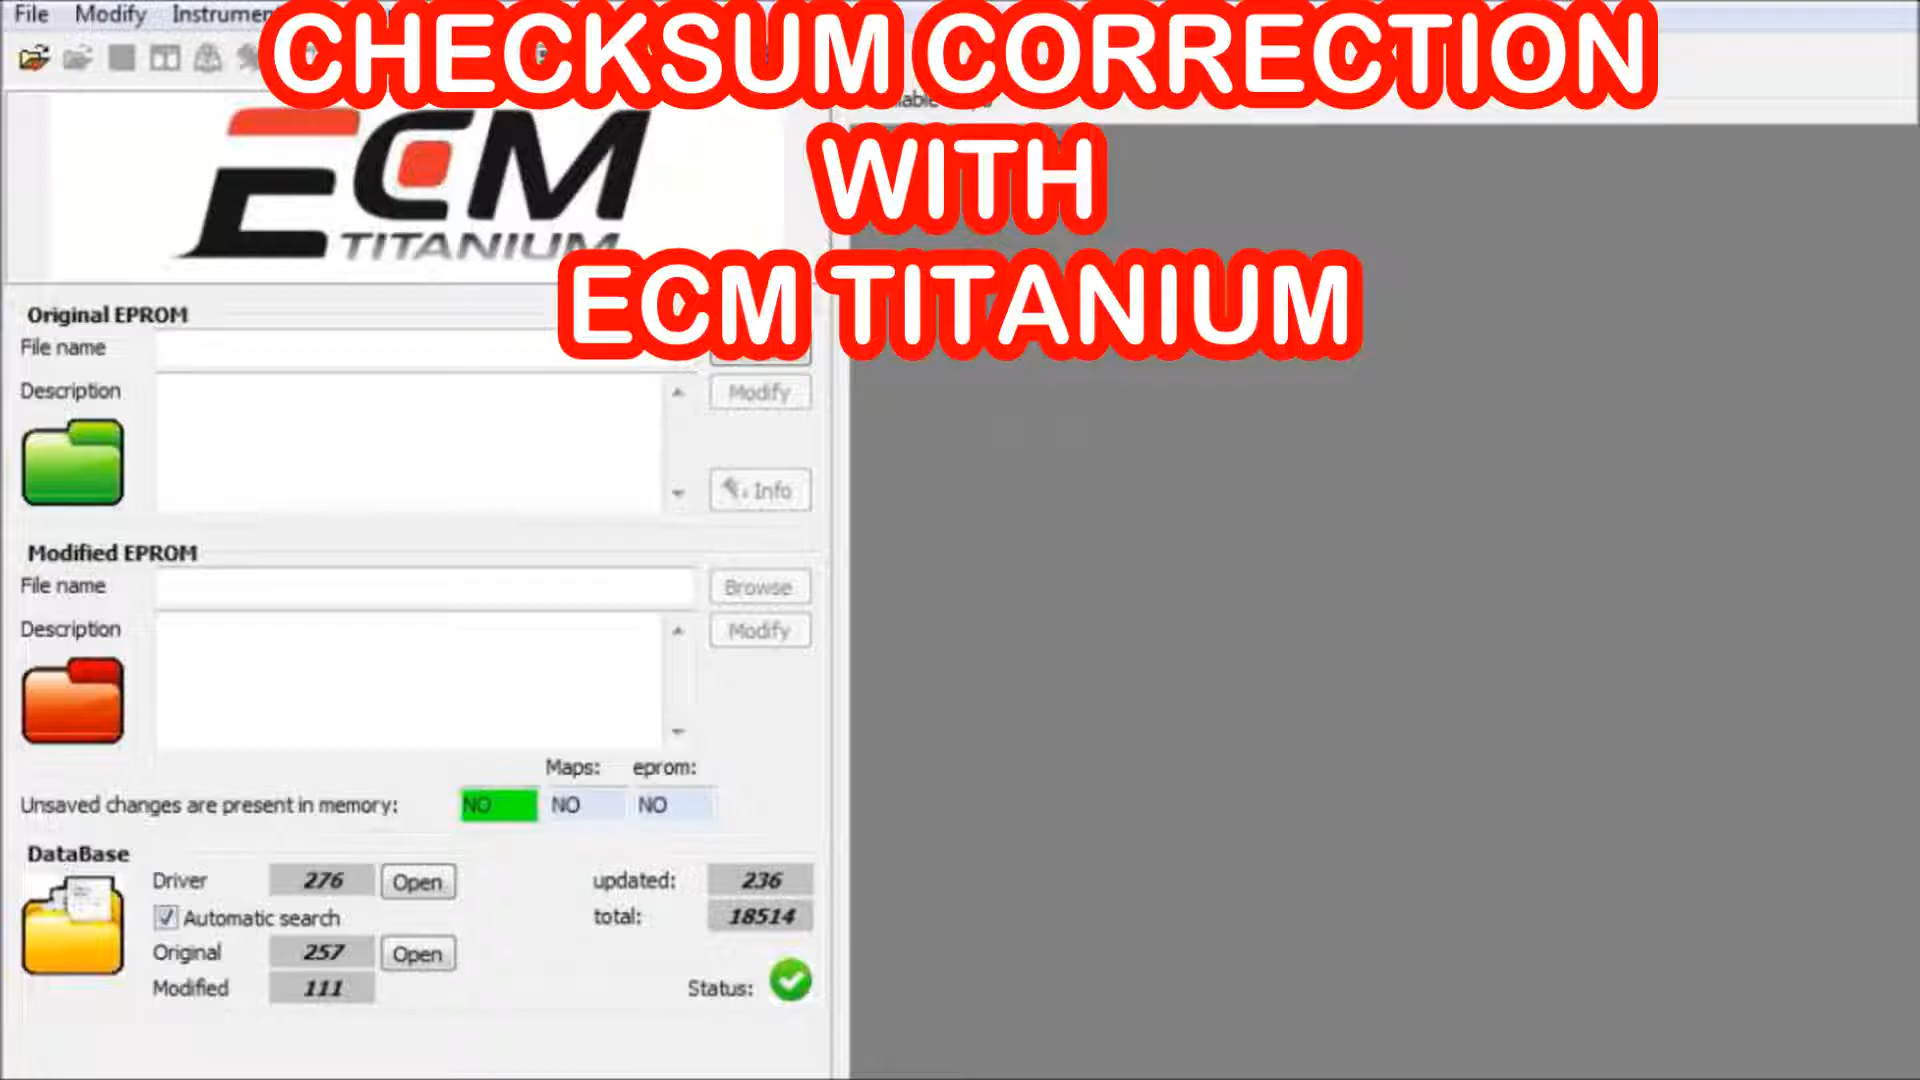 File Modify
CHECKSUM CORRECTION
WITH
ECM TITANIUM
ECM
TITANIUM
Original EPROM
File name
Description
Modify
Info
Modified EPROM
File name
Browse
Description
Modify
Maps: eprom:
Unsaved changes are present in memory: NO NO NO
DataBase
Driver 276 Open updated: 236
Automatic search total: 18514
Original 257 Open
Modified 111 Status: